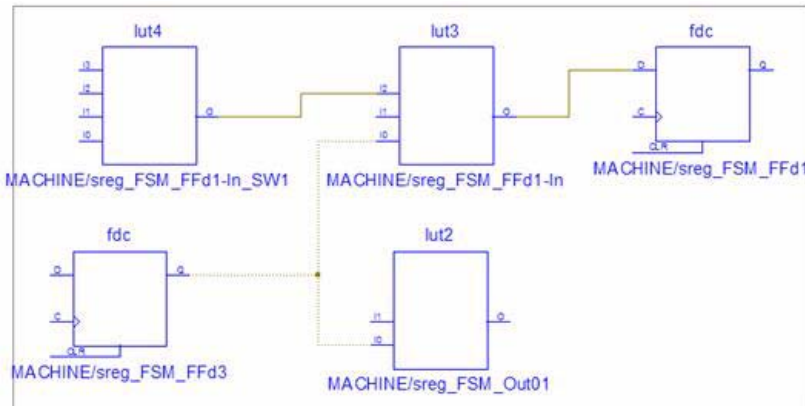 lut4
lut3
fdc
I3
I2
I1
I0
O
I2
I1
I0
O
D
Q
C
CLR
MACHINE/sreg_FSM_FFd1-In_SW1
MACHINE/sreg_FSM_FFd1-In
MACHINE/sreg_FSM_FFd1
fdc
lut2
D
Q
C
CLR
I1
I0
O
MACHINE/sreg_FSM_FFd3
MACHINE/sreg_FSM_Out01